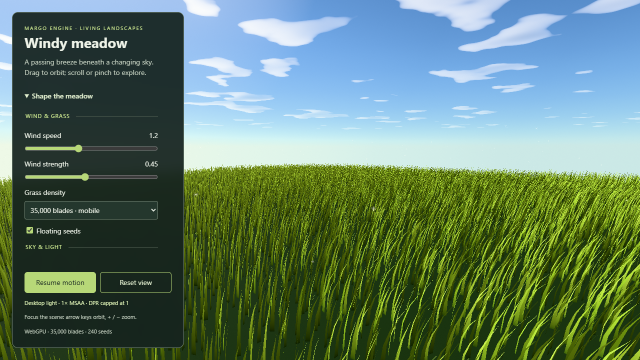 MARGO ENGINE · LIVING LANDSCAPES
Windy meadow
A passing breeze beneath a changing sky.
Drag to orbit; scroll or pinch to explore.
▼ Shape the meadow
WIND & GRASS
Wind speed 1.2
Wind strength 0.45
Grass density
35,000 blades · mobile
Floating seeds
SKY & LIGHT
Resume motion Reset view
Desktop light · 1× MSAA · DPR capped at 1
Focus the scene: arrow keys orbit, + / − zoom.
WebGPU · 35,000 blades · 240 seeds